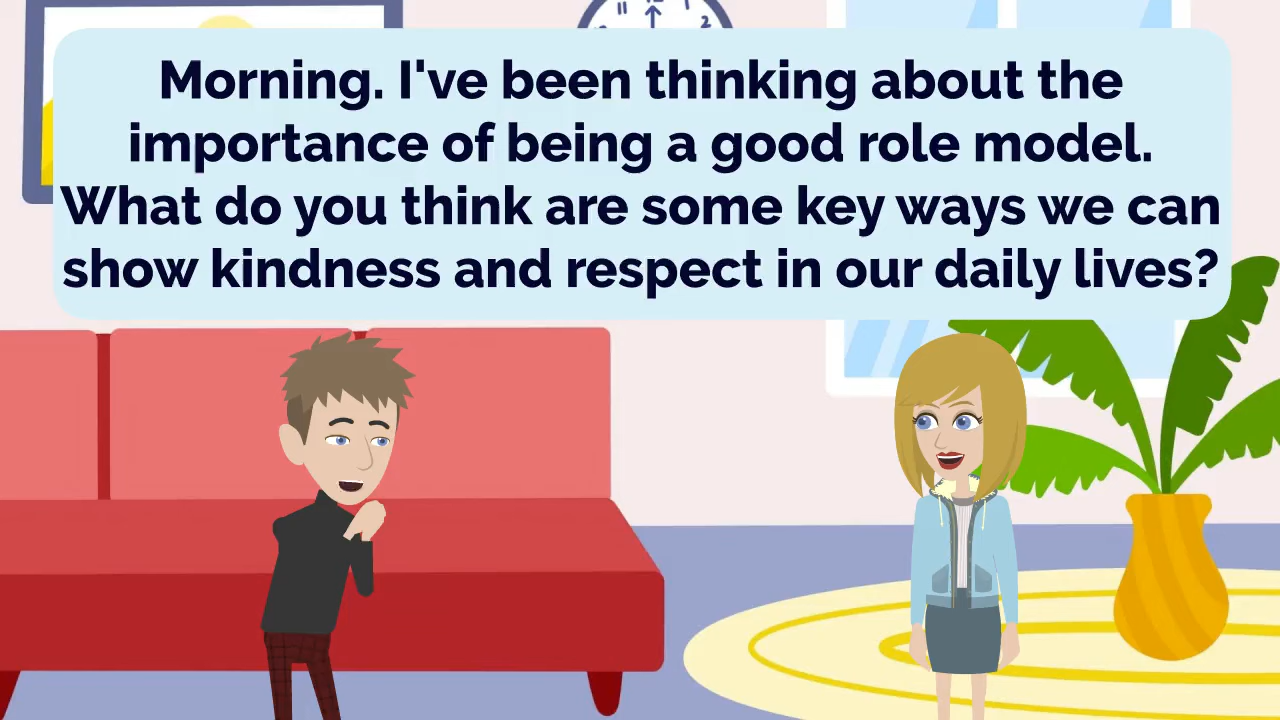 Morning. I've been thinking about the
importance of being a good role model.
What do you think are some key ways we can
show kindness and respect in our daily lives?